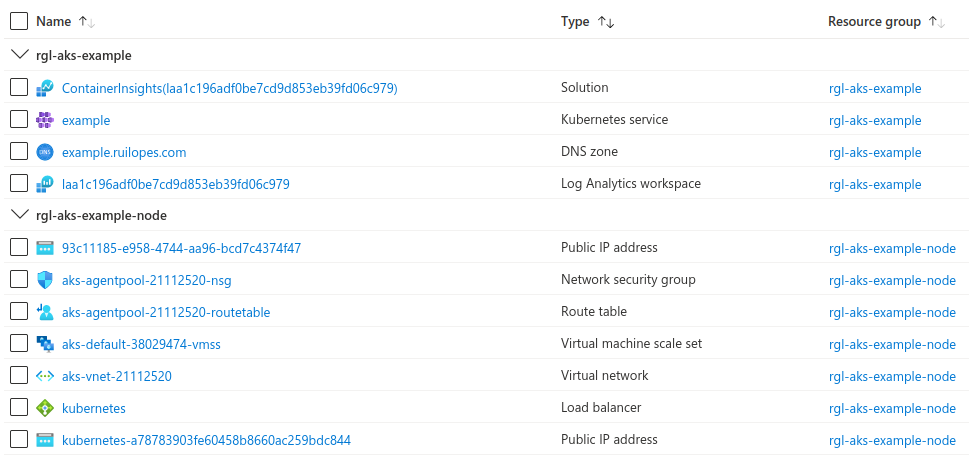 Name ↑↓ Type ↑↓ Resource group ↑↓
rgl-aks-example
ContainerInsights(laa1c196adf0be7cd9d853eb39fd06c979) Solution rgl-aks-example
example Kubernetes service rgl-aks-example
DNS example.ruilopes.com DNS zone rgl-aks-example
laa1c196adf0be7cd9d853eb39fd06c979 Log Analytics workspace rgl-aks-example
rgl-aks-example-node
93c11185-e958-4744-aa96-bcd7c4374f47 Public IP address rgl-aks-example-node
aks-agentpool-21112520-nsg Network security group rgl-aks-example-node
aks-agentpool-21112520-routetable Route table rgl-aks-example-node
aks-default-38029474-vmss Virtual machine scale set rgl-aks-example-node
aks-vnet-21112520 Virtual network rgl-aks-example-node
kubernetes Load balancer rgl-aks-example-node
kubernetes-a78783903fe60458b8660ac259bdc844 Public IP address rgl-aks-example-node